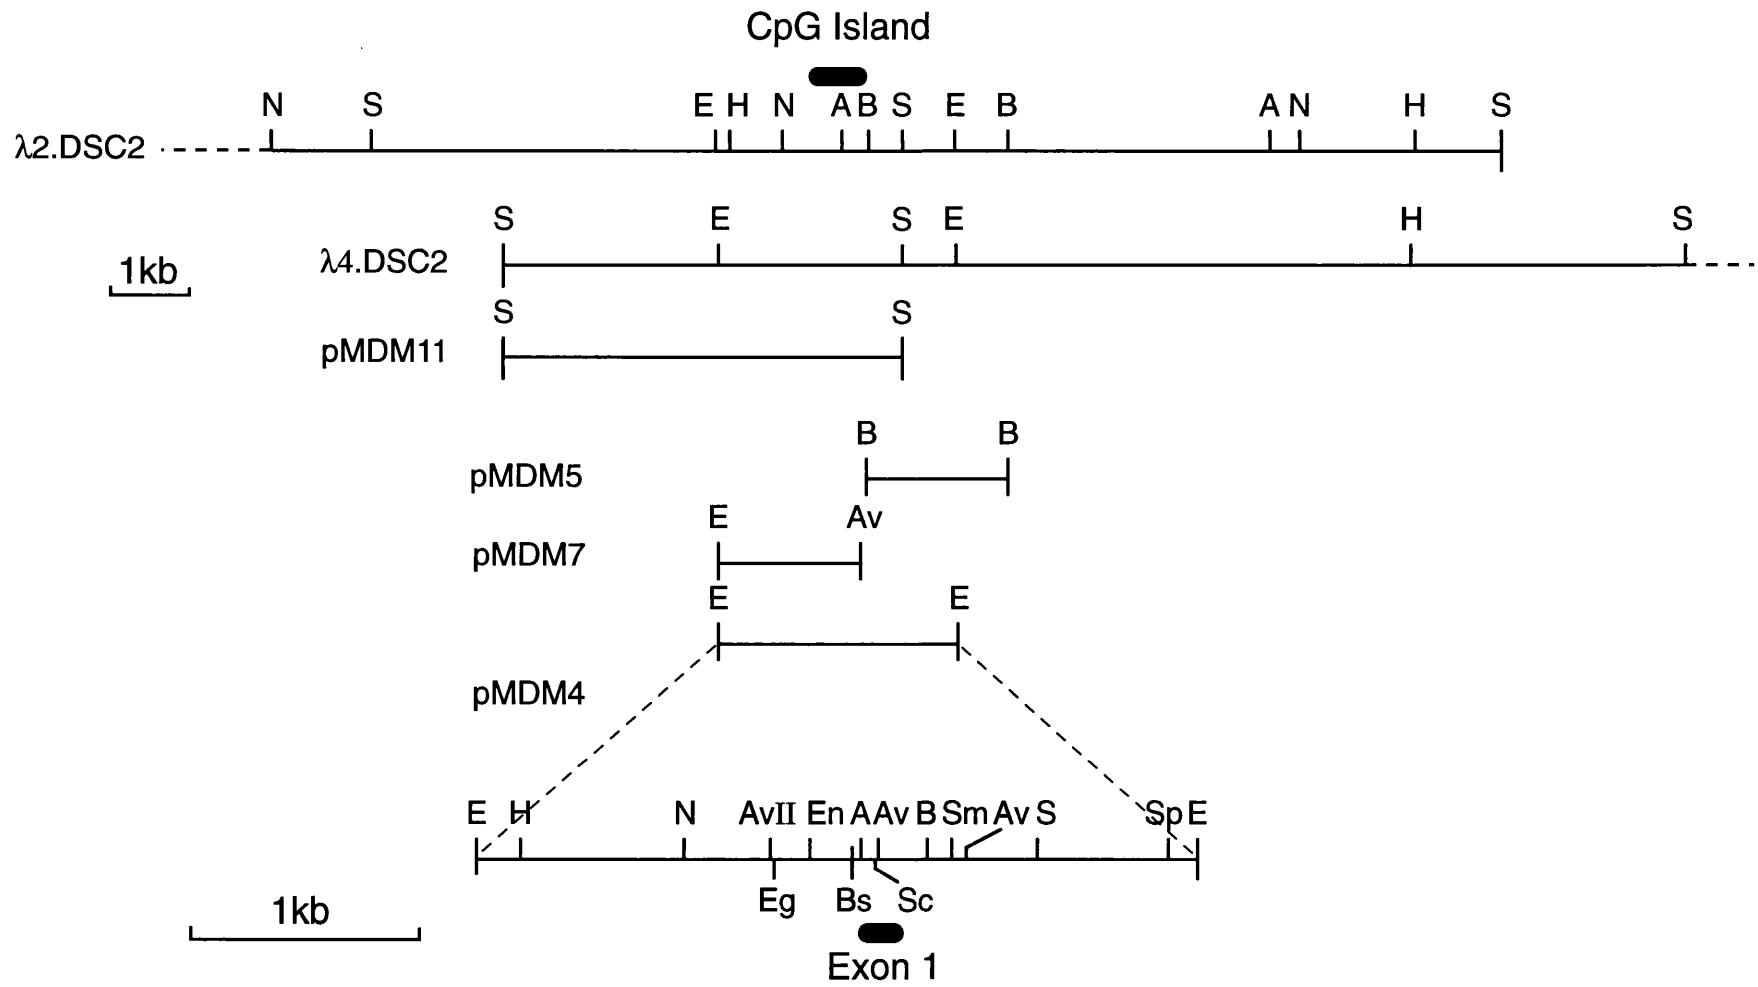 CpG Island
N S E H N A B S E B A N H S
λ2.DSC2
S E S E H S
λ4.DSC2
1kb
S S
pMDM11
B B
pMDM5
E Av
pMDM7
E E
pMDM4
E H N AvII En A Av B Sm Av S Sp E
Eg Bs Sc
1kb
Exon 1